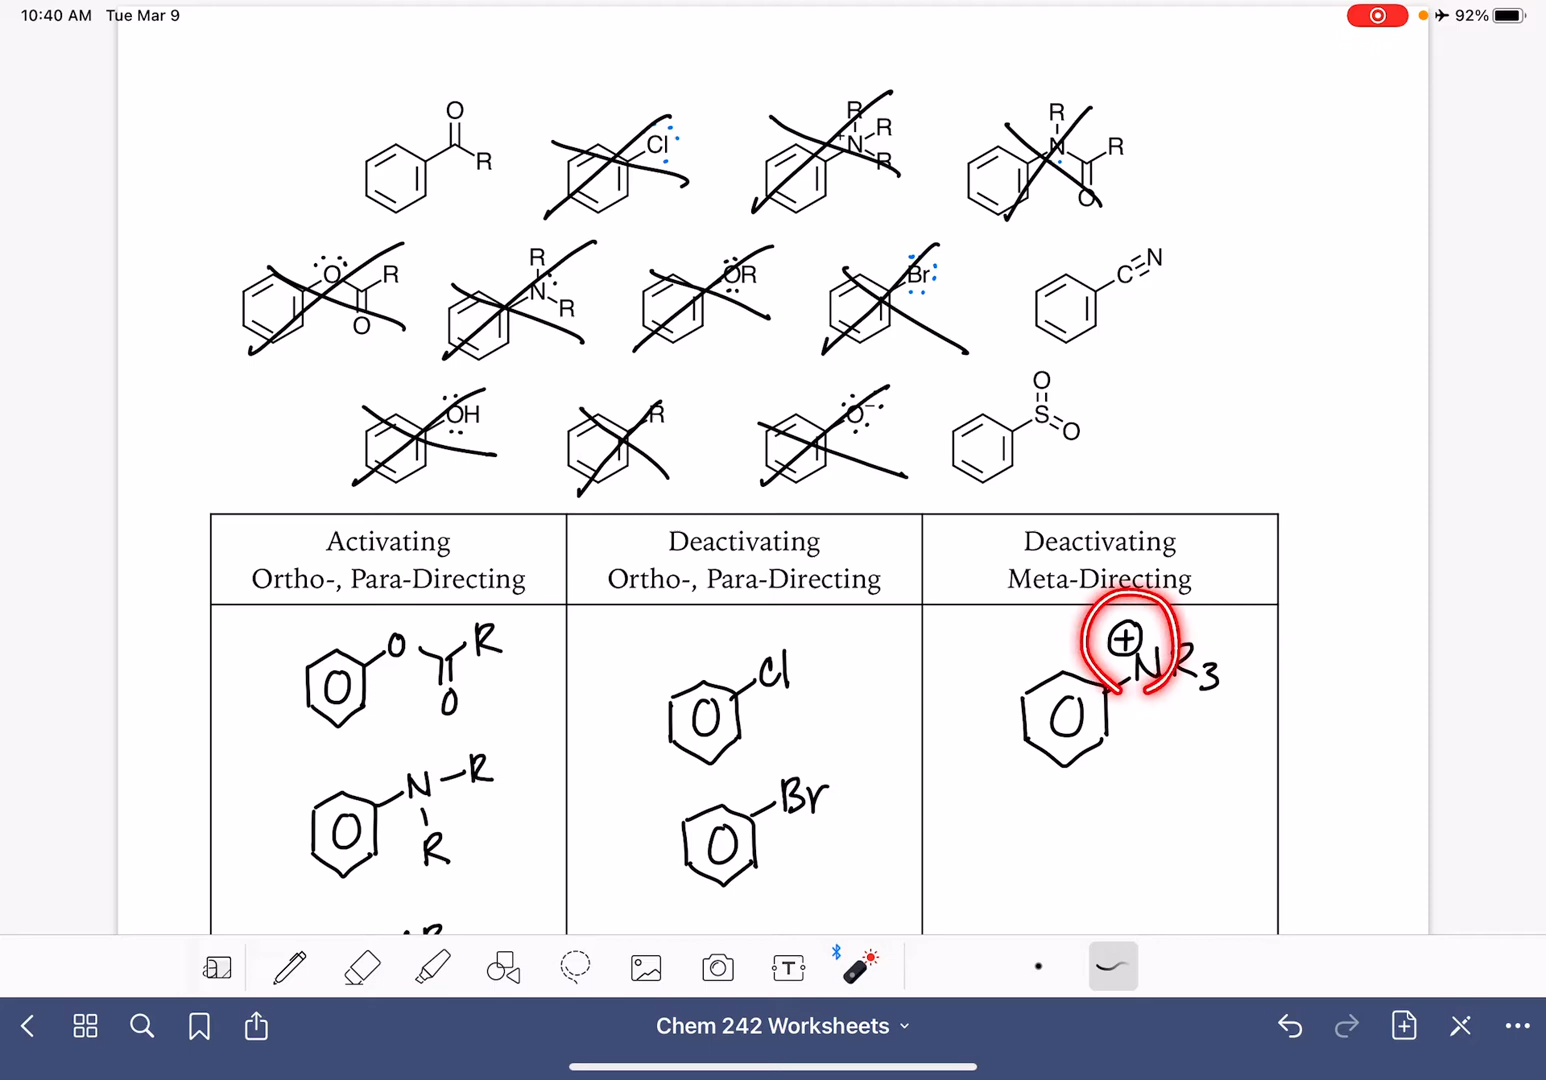 10:40 AM Tue Mar 9
92%
O
R
Cl
R
+N
R
R
R
N
R
O
O
R
O
R
N
R
OR
Br
C
N
OH
R
O−
O
S
O
Activating
Ortho-, Para-Directing
Deactivating
Ortho-, Para-Directing
Deactivating
Meta-Directing
O
R
O
N-R
R
Cl
Br
+
NR3
R
T
Chem 242 Worksheets